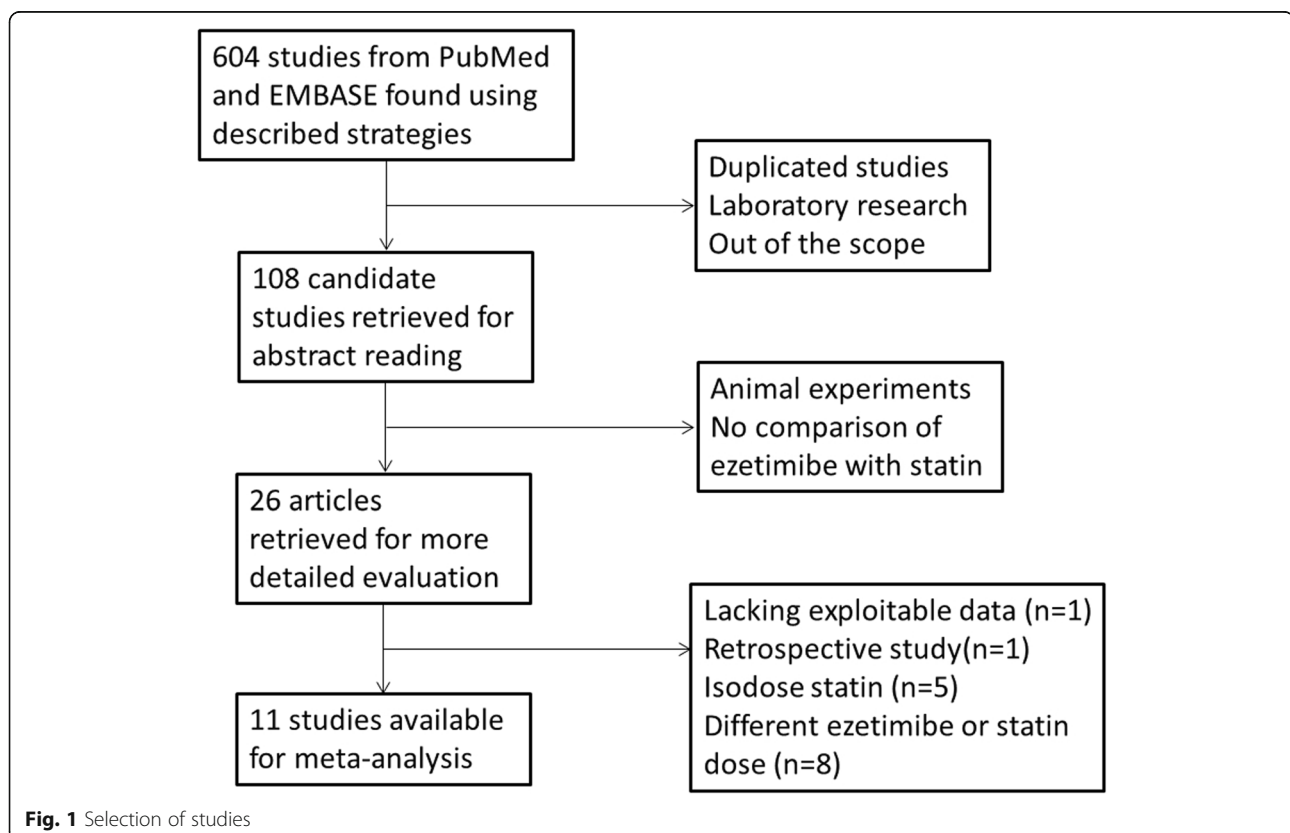 604 studies from PubMed
and EMBASE found using
described strategies
Duplicated studies
Laboratory research
Out of the scope
108 candidate
studies retrieved for
abstract reading
Animal experiments
No comparison of
ezetimibe with statin
26 articles
retrieved for more
detailed evaluation
Lacking exploitable data (n=1)
Retrospective study(n=1)
Isodose statin (n=5)
Different ezetimibe or statin
dose (n=8)
11 studies available
for meta-analysis
Fig. 1 Selection of studies